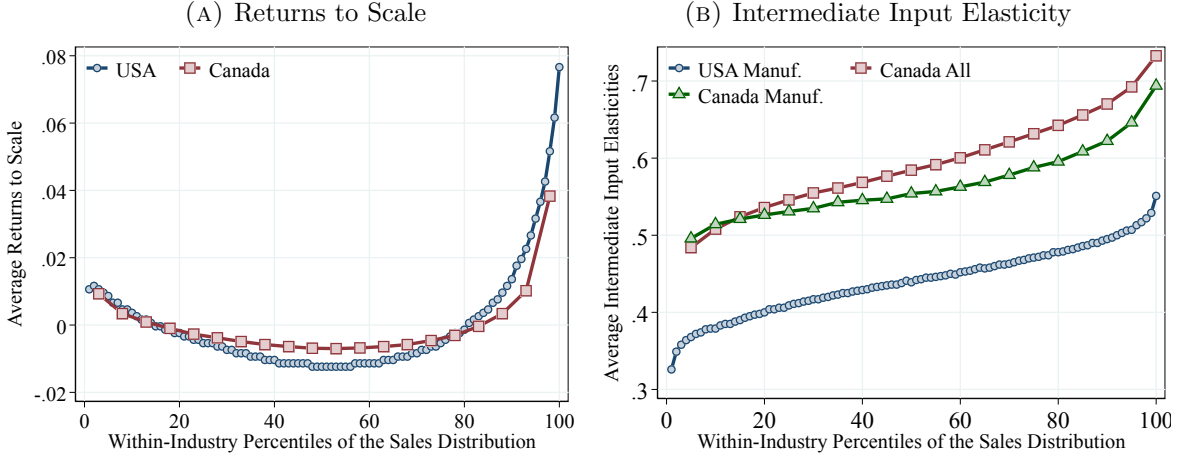 (A) Returns to Scale
.08
.06
.04
.02
0
-.02
Average Returns to Scale
USA
Canada
0 20 40 60 80 100
Within-Industry Percentiles of the Sales Distribution
(B) Intermediate Input Elasticity
.7
.6
.5
.4
.3
Average Intermediate Input Elasticities
USA Manuf.
Canada All
Canada Manuf.
0 20 40 60 80 100
Within-Industry Percentiles of the Sales Distribution